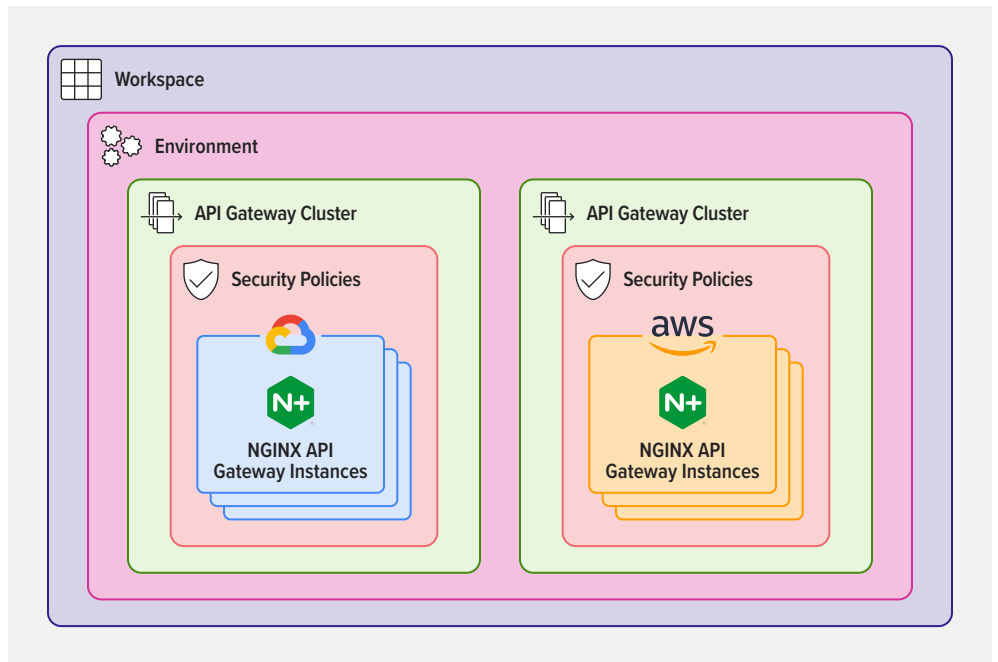 Workspace
Environment
API Gateway Cluster
Security Policies
N+
NGINX API
Gateway Instances
API Gateway Cluster
Security Policies
aws
N+
NGINX API
Gateway Instances